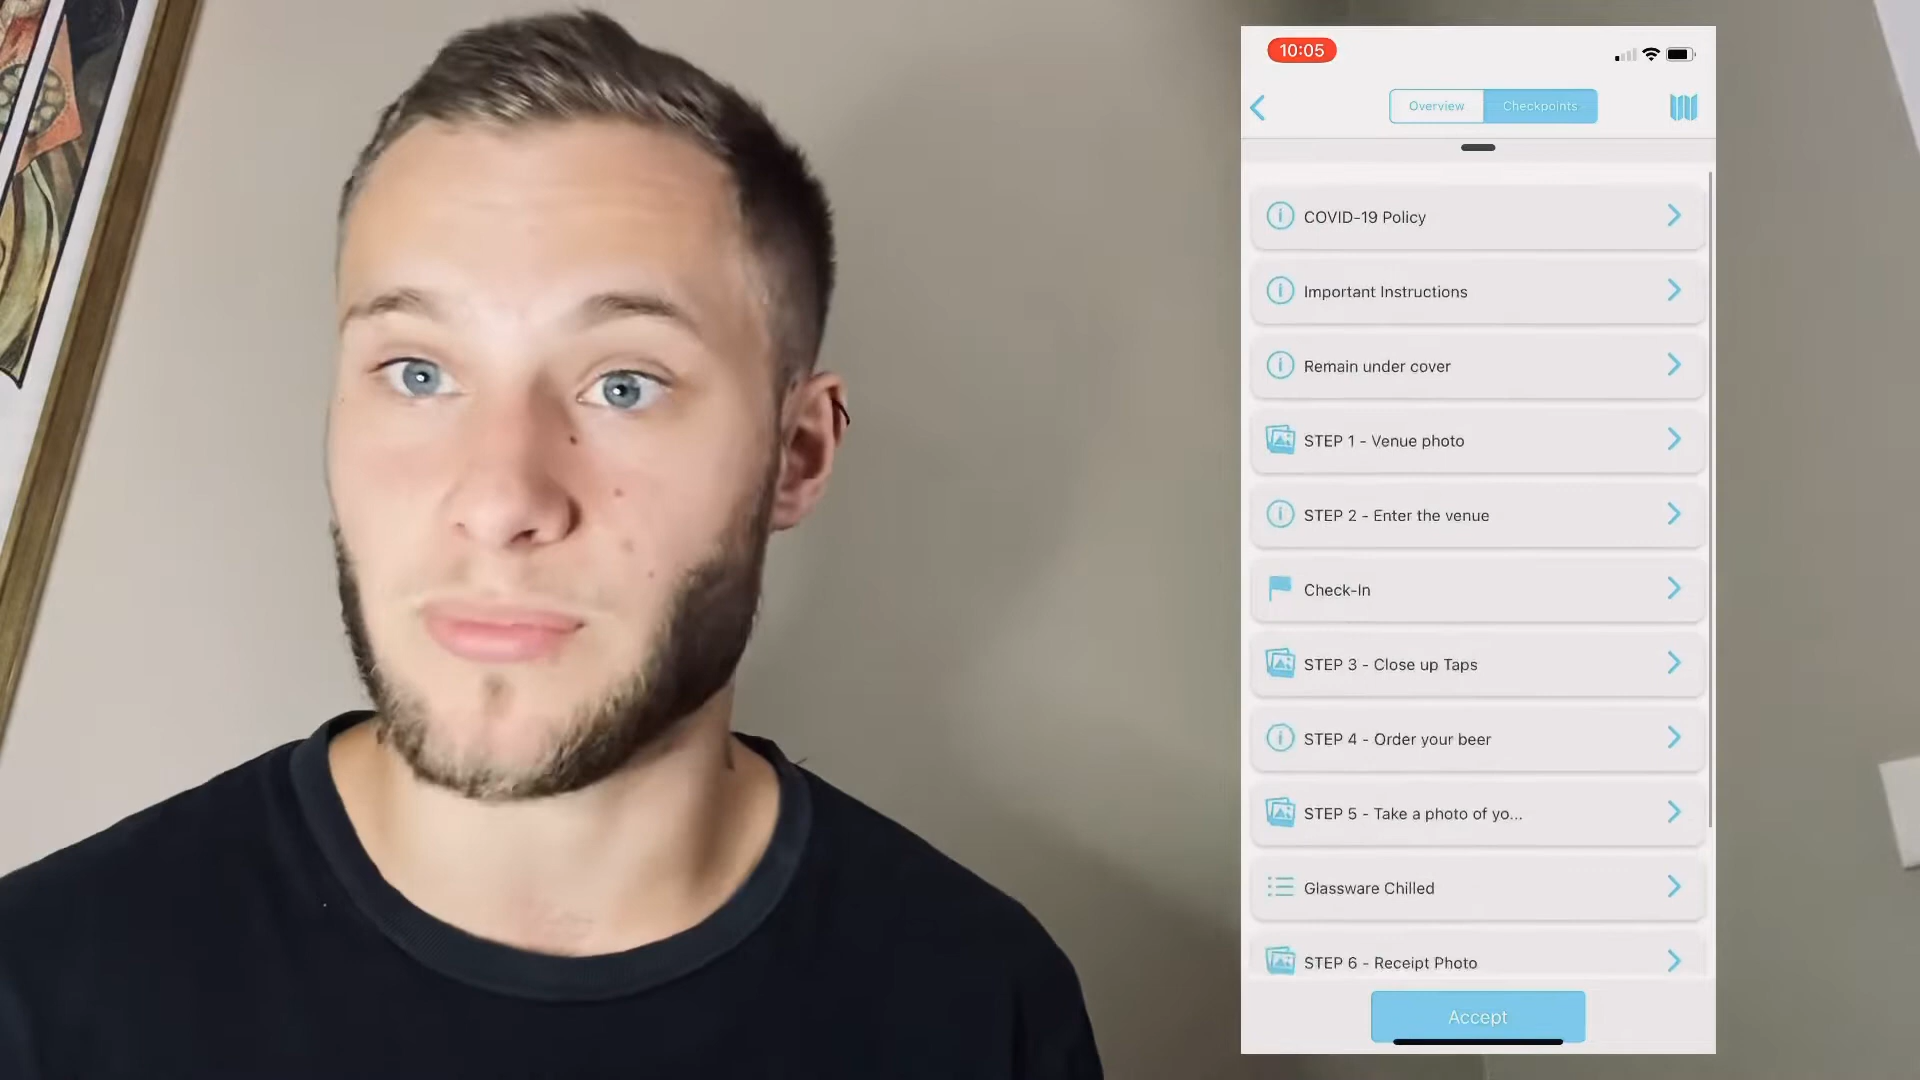 10:05
Overview
Checkpoints
COVID-19 Policy
Important Instructions
Remain under cover
STEP 1 - Venue photo
STEP 2 - Enter the venue
Check-In
STEP 3 - Close up Taps
STEP 4 - Order your beer
STEP 5 - Take a photo of yo...
Glassware Chilled
STEP 6 - Receipt Photo
Accept